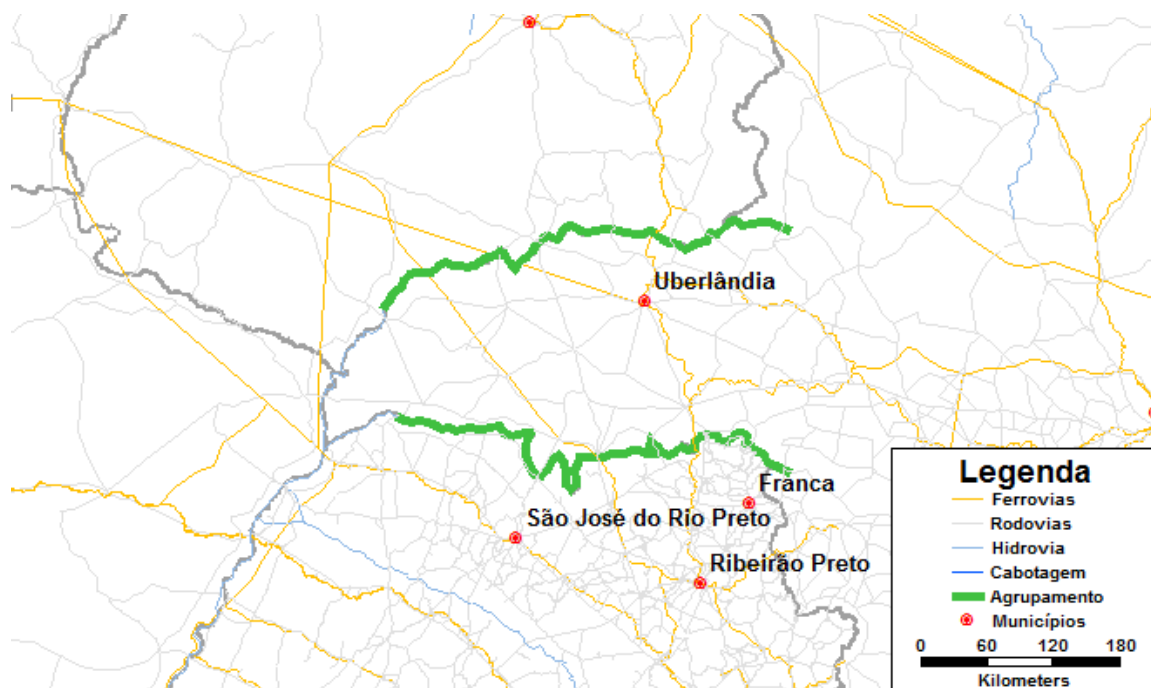 Uberlândia
Franca
São José do Rio Preto
Ribeirão Preto
Legenda
Ferrovias
Rodovias
Hidrovia
Cabotagem
Agrupamento
Municípios
0 60 120 180
Kilometers